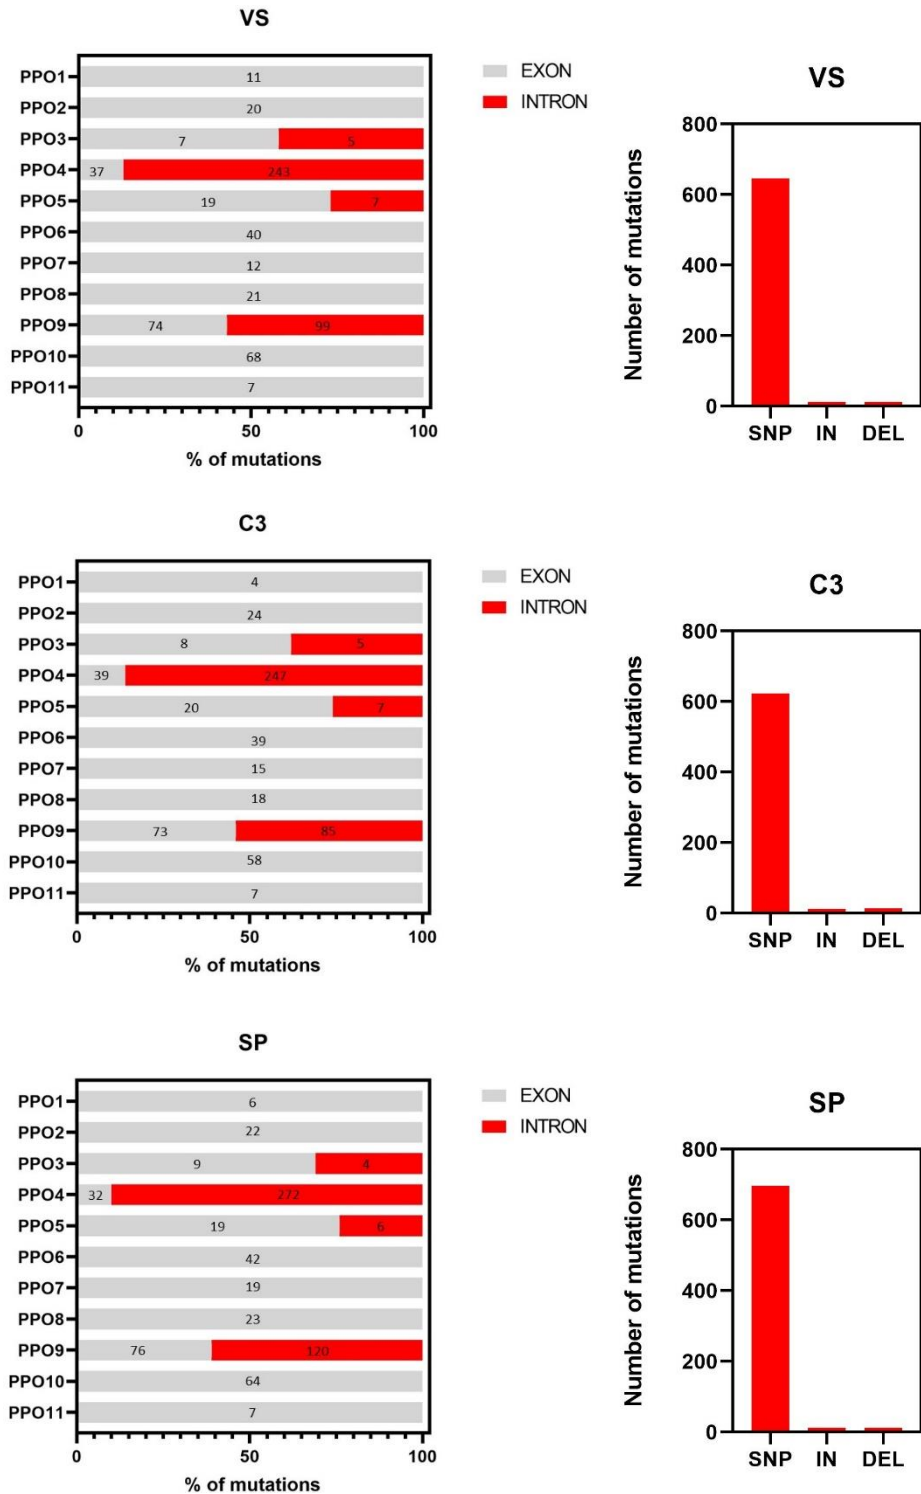 VS
PPO1 11
PPO2 20
PPO3 7 5
PPO4 37 243
PPO5 19 7
PPO6 40
PPO7 12
PPO8 21
PPO9 74 99
PPO10 68
PPO11 7
0 50 100
% of mutations
EXON
INTRON
VS
Number of mutations
800
600
400
200
0
SNP IN DEL
C3
PPO1 4
PPO2 24
PPO3 8 5
PPO4 39 247
PPO5 20 7
PPO6 39
PPO7 15
PPO8 18
PPO9 73 85
PPO10 58
PPO11 7
0 50 100
% of mutations
EXON
INTRON
C3
Number of mutations
800
600
400
200
0
SNP IN DEL
SP
PPO1 6
PPO2 22
PPO3 9 4
PPO4 32 272
PPO5 19 6
PPO6 42
PPO7 19
PPO8 23
PPO9 76 120
PPO10 64
PPO11 7
0 50 100
% of mutations
EXON
INTRON
SP
Number of mutations
800
600
400
200
0
SNP IN DEL